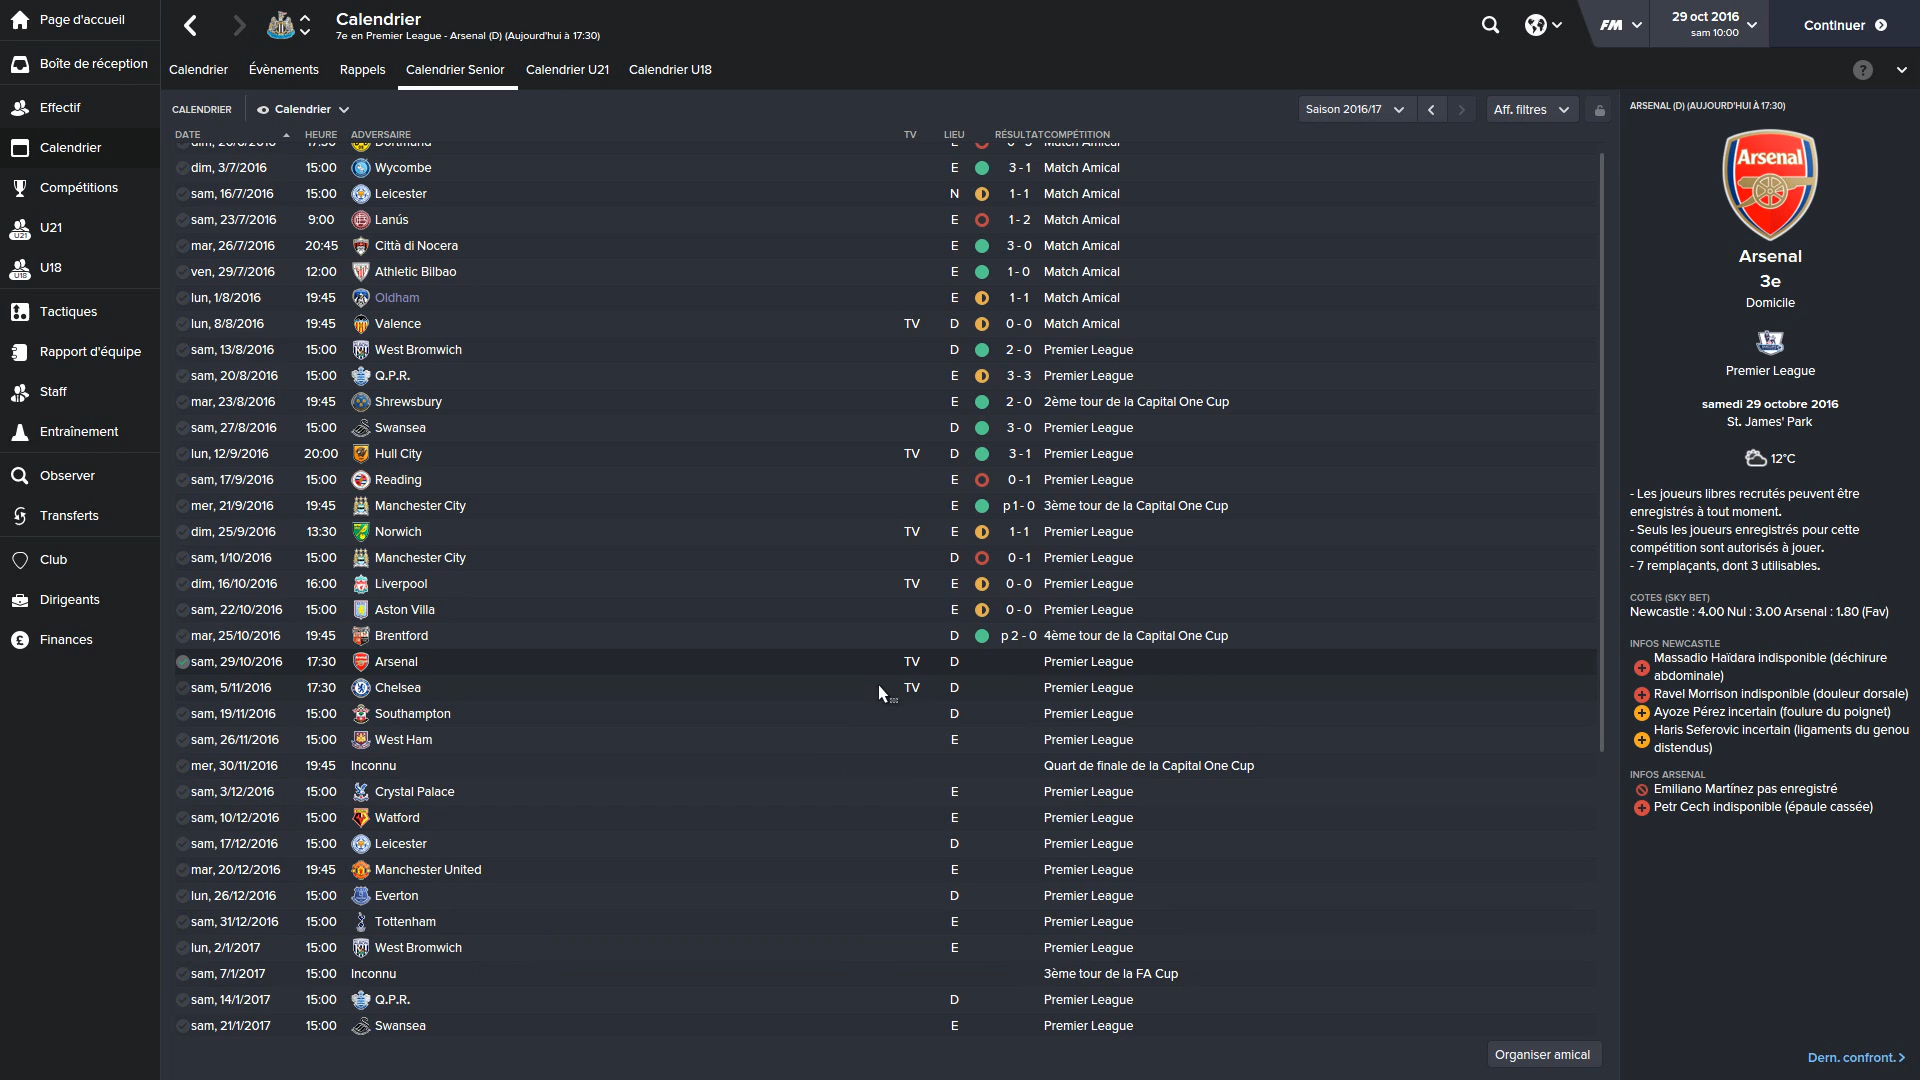 Page d'accueil
Boîte de réception
Effectif
Calendrier
Compétitions
U21
U18
Tactiques
Rapport d'équipe
Staff
Entraînement
Observer
Transferts
Club
Dirigeants
Finances
Calendrier
7e en Premier League - Arsenal (D) (Aujourd'hui à 17:30)
FM
29 oct 2016
sam 10:00
Continuer
Calendrier Évènements Rappels Calendrier Senior Calendrier U21 Calendrier U18
CALENDRIER Calendrier Saison 2016/17 Aff. filtres
DATE HEURE ADVERSAIRE TV LIEU RÉSULTAT COMPÉTITION
Dortmund E Match Amical
dim, 3/7/2016 15:00 Wycombe E 3 - 1 Match Amical
sam, 16/7/2016 15:00 Leicester N 1 - 1 Match Amical
sam, 23/7/2016 9:00 Lanús E 1 - 2 Match Amical
mar, 26/7/2016 20:45 Città di Nocera E 3 - 0 Match Amical
ven, 29/7/2016 12:00 Athletic Bilbao E 1 - 0 Match Amical
lun, 1/8/2016 19:45 Oldham E 1 - 1 Match Amical
lun, 8/8/2016 19:45 Valence TV D 0 - 0 Match Amical
sam, 13/8/2016 15:00 West Bromwich D 2 - 0 Premier League
sam, 20/8/2016 15:00 Q.P.R. E 3 - 3 Premier League
mar, 23/8/2016 19:45 Shrewsbury E 2 - 0 2ème tour de la Capital One Cup
sam, 27/8/2016 15:00 Swansea D 3 - 0 Premier League
lun, 12/9/2016 20:00 Hull City TV D 3 - 1 Premier League
sam, 17/9/2016 15:00 Reading E 0 - 1 Premier League
mer, 21/9/2016 19:45 Manchester City E p 1 - 0 3ème tour de la Capital One Cup
dim, 25/9/2016 13:30 Norwich TV E 1 - 1 Premier League
sam, 1/10/2016 15:00 Manchester City D 0 - 1 Premier League
dim, 16/10/2016 16:00 Liverpool TV E 0 - 0 Premier League
sam, 22/10/2016 15:00 Aston Villa E 0 - 0 Premier League
mar, 25/10/2016 19:45 Brentford D p 2 - 0 4ème tour de la Capital One Cup
sam, 29/10/2016 17:30 Arsenal TV D Premier League
sam, 5/11/2016 17:30 Chelsea TV D Premier League
sam, 19/11/2016 15:00 Southampton D Premier League
sam, 26/11/2016 15:00 West Ham E Premier League
mer, 30/11/2016 19:45 Inconnu Quart de finale de la Capital One Cup
sam, 3/12/2016 15:00 Crystal Palace E Premier League
sam, 10/12/2016 15:00 Watford E Premier League
sam, 17/12/2016 15:00 Leicester D Premier League
mar, 20/12/2016 19:45 Manchester United E Premier League
lun, 26/12/2016 15:00 Everton D Premier League
sam, 31/12/2016 15:00 Tottenham E Premier League
lun, 2/1/2017 15:00 West Bromwich E Premier League
sam, 7/1/2017 15:00 Inconnu 3ème tour de la FA Cup
sam, 14/1/2017 15:00 Q.P.R. D Premier League
sam, 21/1/2017 15:00 Swansea E Premier League
Organiser amical
ARSENAL (D) (AUJOURD'HUI À 17:30)
Arsenal
Arsenal
3e
Domicile
Premier League
samedi 29 octobre 2016
St. James' Park
12°C
- Les joueurs libres recrutés peuvent être
enregistrés à tout moment.
- Seuls les joueurs enregistrés pour cette
compétition sont autorisés à jouer.
- 7 remplaçants, dont 3 utilisables.
COTES (SKY BET)
Newcastle : 4.00 Nul : 3.00 Arsenal : 1.80 (Fav)
INFOS NEWCASTLE
Massadio Haïdara indisponible (déchirure
abdominale)
Ravel Morrison indisponible (douleur dorsale)
Ayoze Pérez incertain (foulure du poignet)
Haris Seferovic incertain (ligaments du genou
distendus)
INFOS ARSENAL
Emiliano Martínez pas enregistré
Petr Cech indisponible (épaule cassée)
Dern. confront.